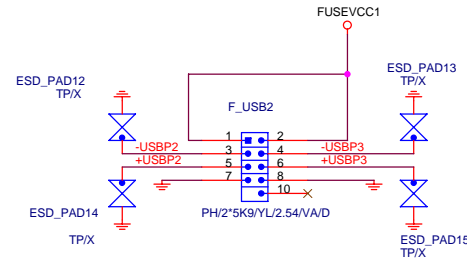 FUSEVCC1
ESD_PAD12
TP/X
ESD_PAD13
TP/X
F_USB2
1 2
-USBP2 3 4 -USBP3
+USBP2 5 6 +USBP3
7 8
10
ESD_PAD14
TP/X
PH/2*5K9/YL/2.54/VA/D
ESD_PAD15
TP/X